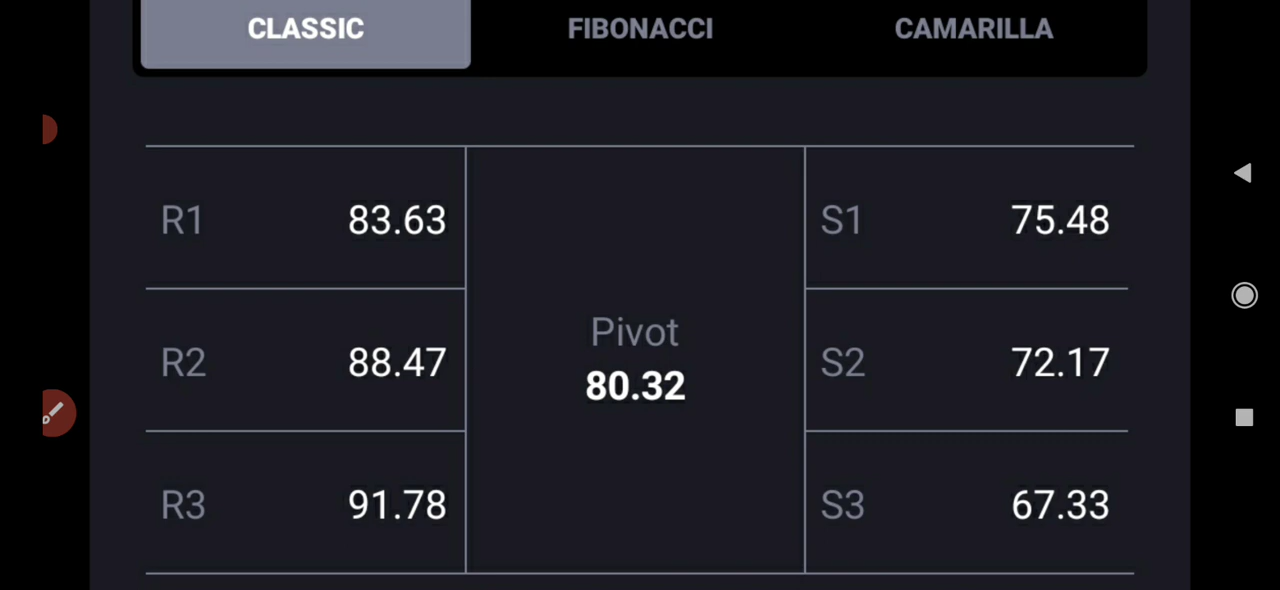 CLASSIC FIBONACCI CAMARILLA
R1 83.63 S1 75.48
Pivot
R2 88.47 80.32 S2 72.17
R3 91.78 S3 67.33